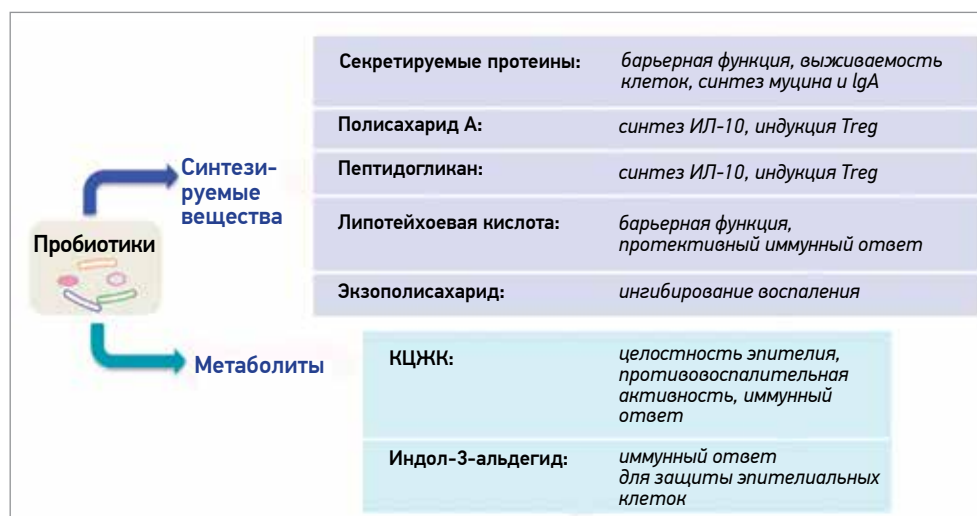 Секретируемые протеины: барьерная функция, выживаемость
клеток, синтез муцина и IgA
Полисахарид А: синтез ИЛ-10, индукция Treg
Пептидогликан: синтез ИЛ-10, индукция Treg
Липотейхоевая кислота: барьерная функция,
протективный иммунный ответ
Экзополисахарид: ингибирование воспаления
Синтези-
руемые
вещества
Пробиотики
Метаболиты
КЦЖК: целостность эпителия,
противовоспалительная
активность, иммунный
ответ
Индол-3-альдегид: иммунный ответ
для защиты эпителиальных
клеток